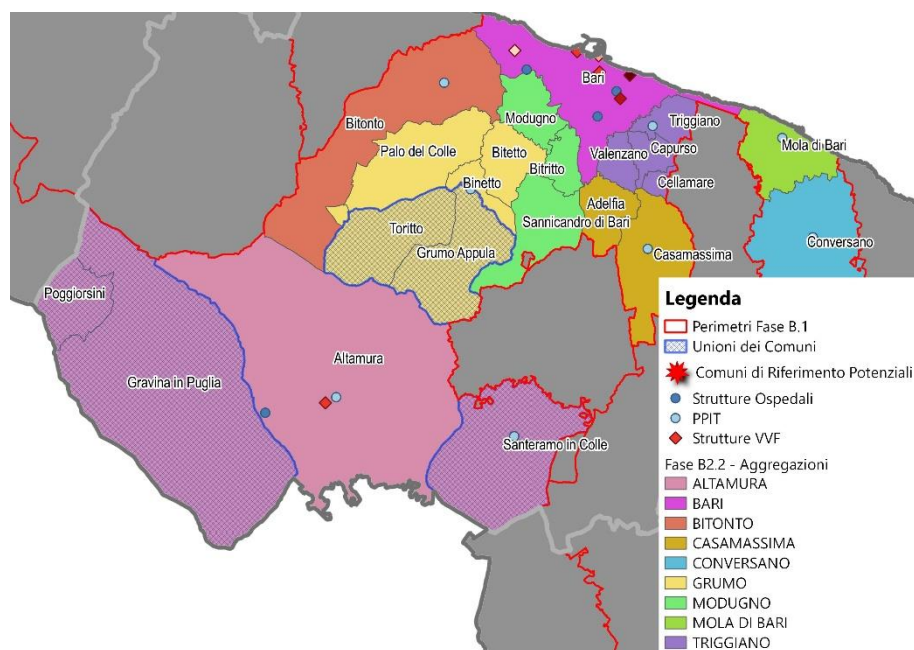 Bari
Bitonto
Modugno
Triggiano
Palo del Colle
Bitetto
Valenzano
Capurso
Mola di Bari
Bitritto
Binetto
Cellamare
Adelfia
Toritto
Sannicandro di Bari
Grumo Appula
Casamassima
Conversano
Poggiorsini
Altamura
Gravina in Puglia
Santeramo in Colle
Legenda
Perimetri Fase B.1
Unioni dei Comuni
Comuni di Riferimento Potenziali
Strutture Ospedali
PPIT
Strutture VVF
Fase B2.2 - Aggregazioni
ALTAMURA
BARI
BITONTO
CASAMASSIMA
CONVERSANO
GRUMO
MODUGNO
MOLA DI BARI
TRIGGIANO